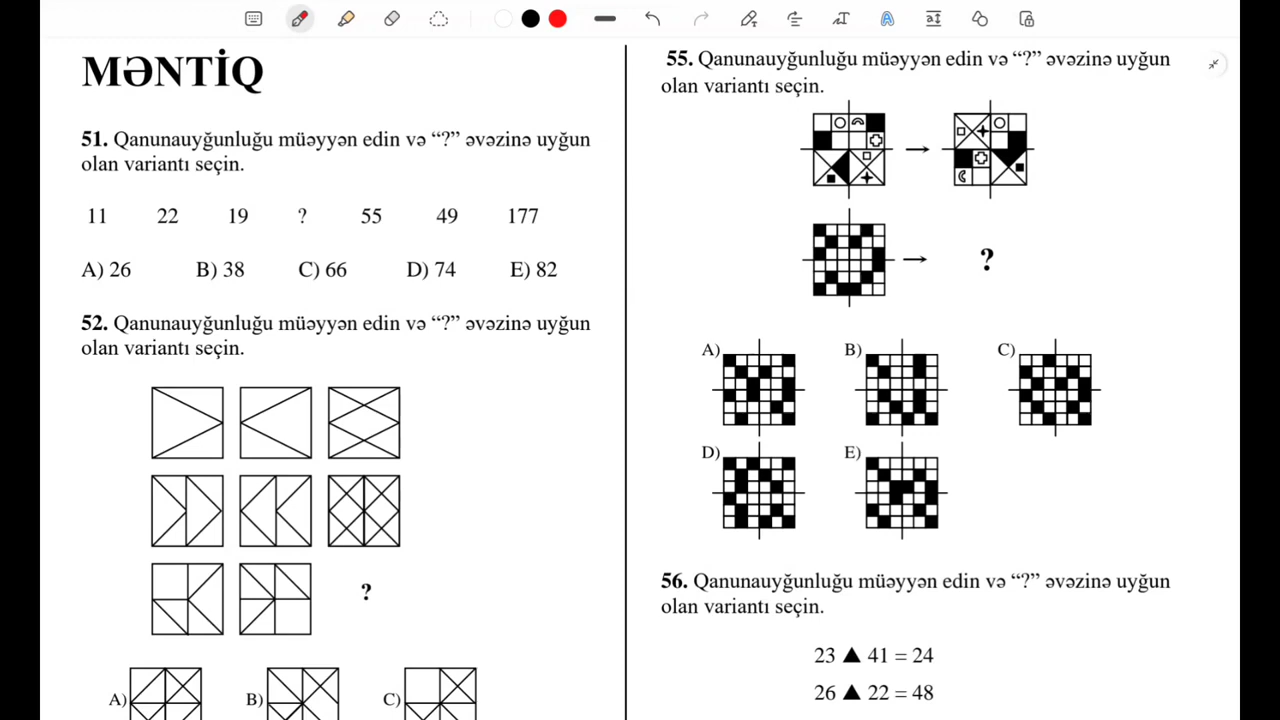 MƏNTİQ
51. Qanunauyğunluğu müəyyən edin və “?” əvəzinə uyğun
olan variantı seçin.
11 22 19 ? 55 49 177
A) 26 B) 38 C) 66 D) 74 E) 82
52. Qanunauyğunluğu müəyyən edin və “?” əvəzinə uyğun
olan variantı seçin.
?
A) B) C)
55. Qanunauyğunluğu müəyyən edin və “?” əvəzinə uyğun
olan variantı seçin.
?
A) B) C)
D) E)
56. Qanunauyğunluğu müəyyən edin və “?” əvəzinə uyğun
olan variantı seçin.
23 ▲ 41 = 24
26 ▲ 22 = 48